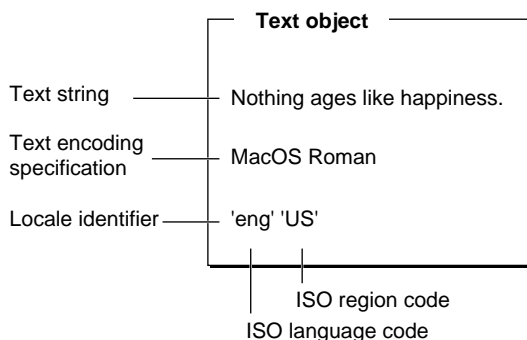 Text object
Text string
Nothing ages like happiness.
Text encoding
specification
MacOS Roman
Locale identifier
'eng' 'US'
ISO region code
ISO language code